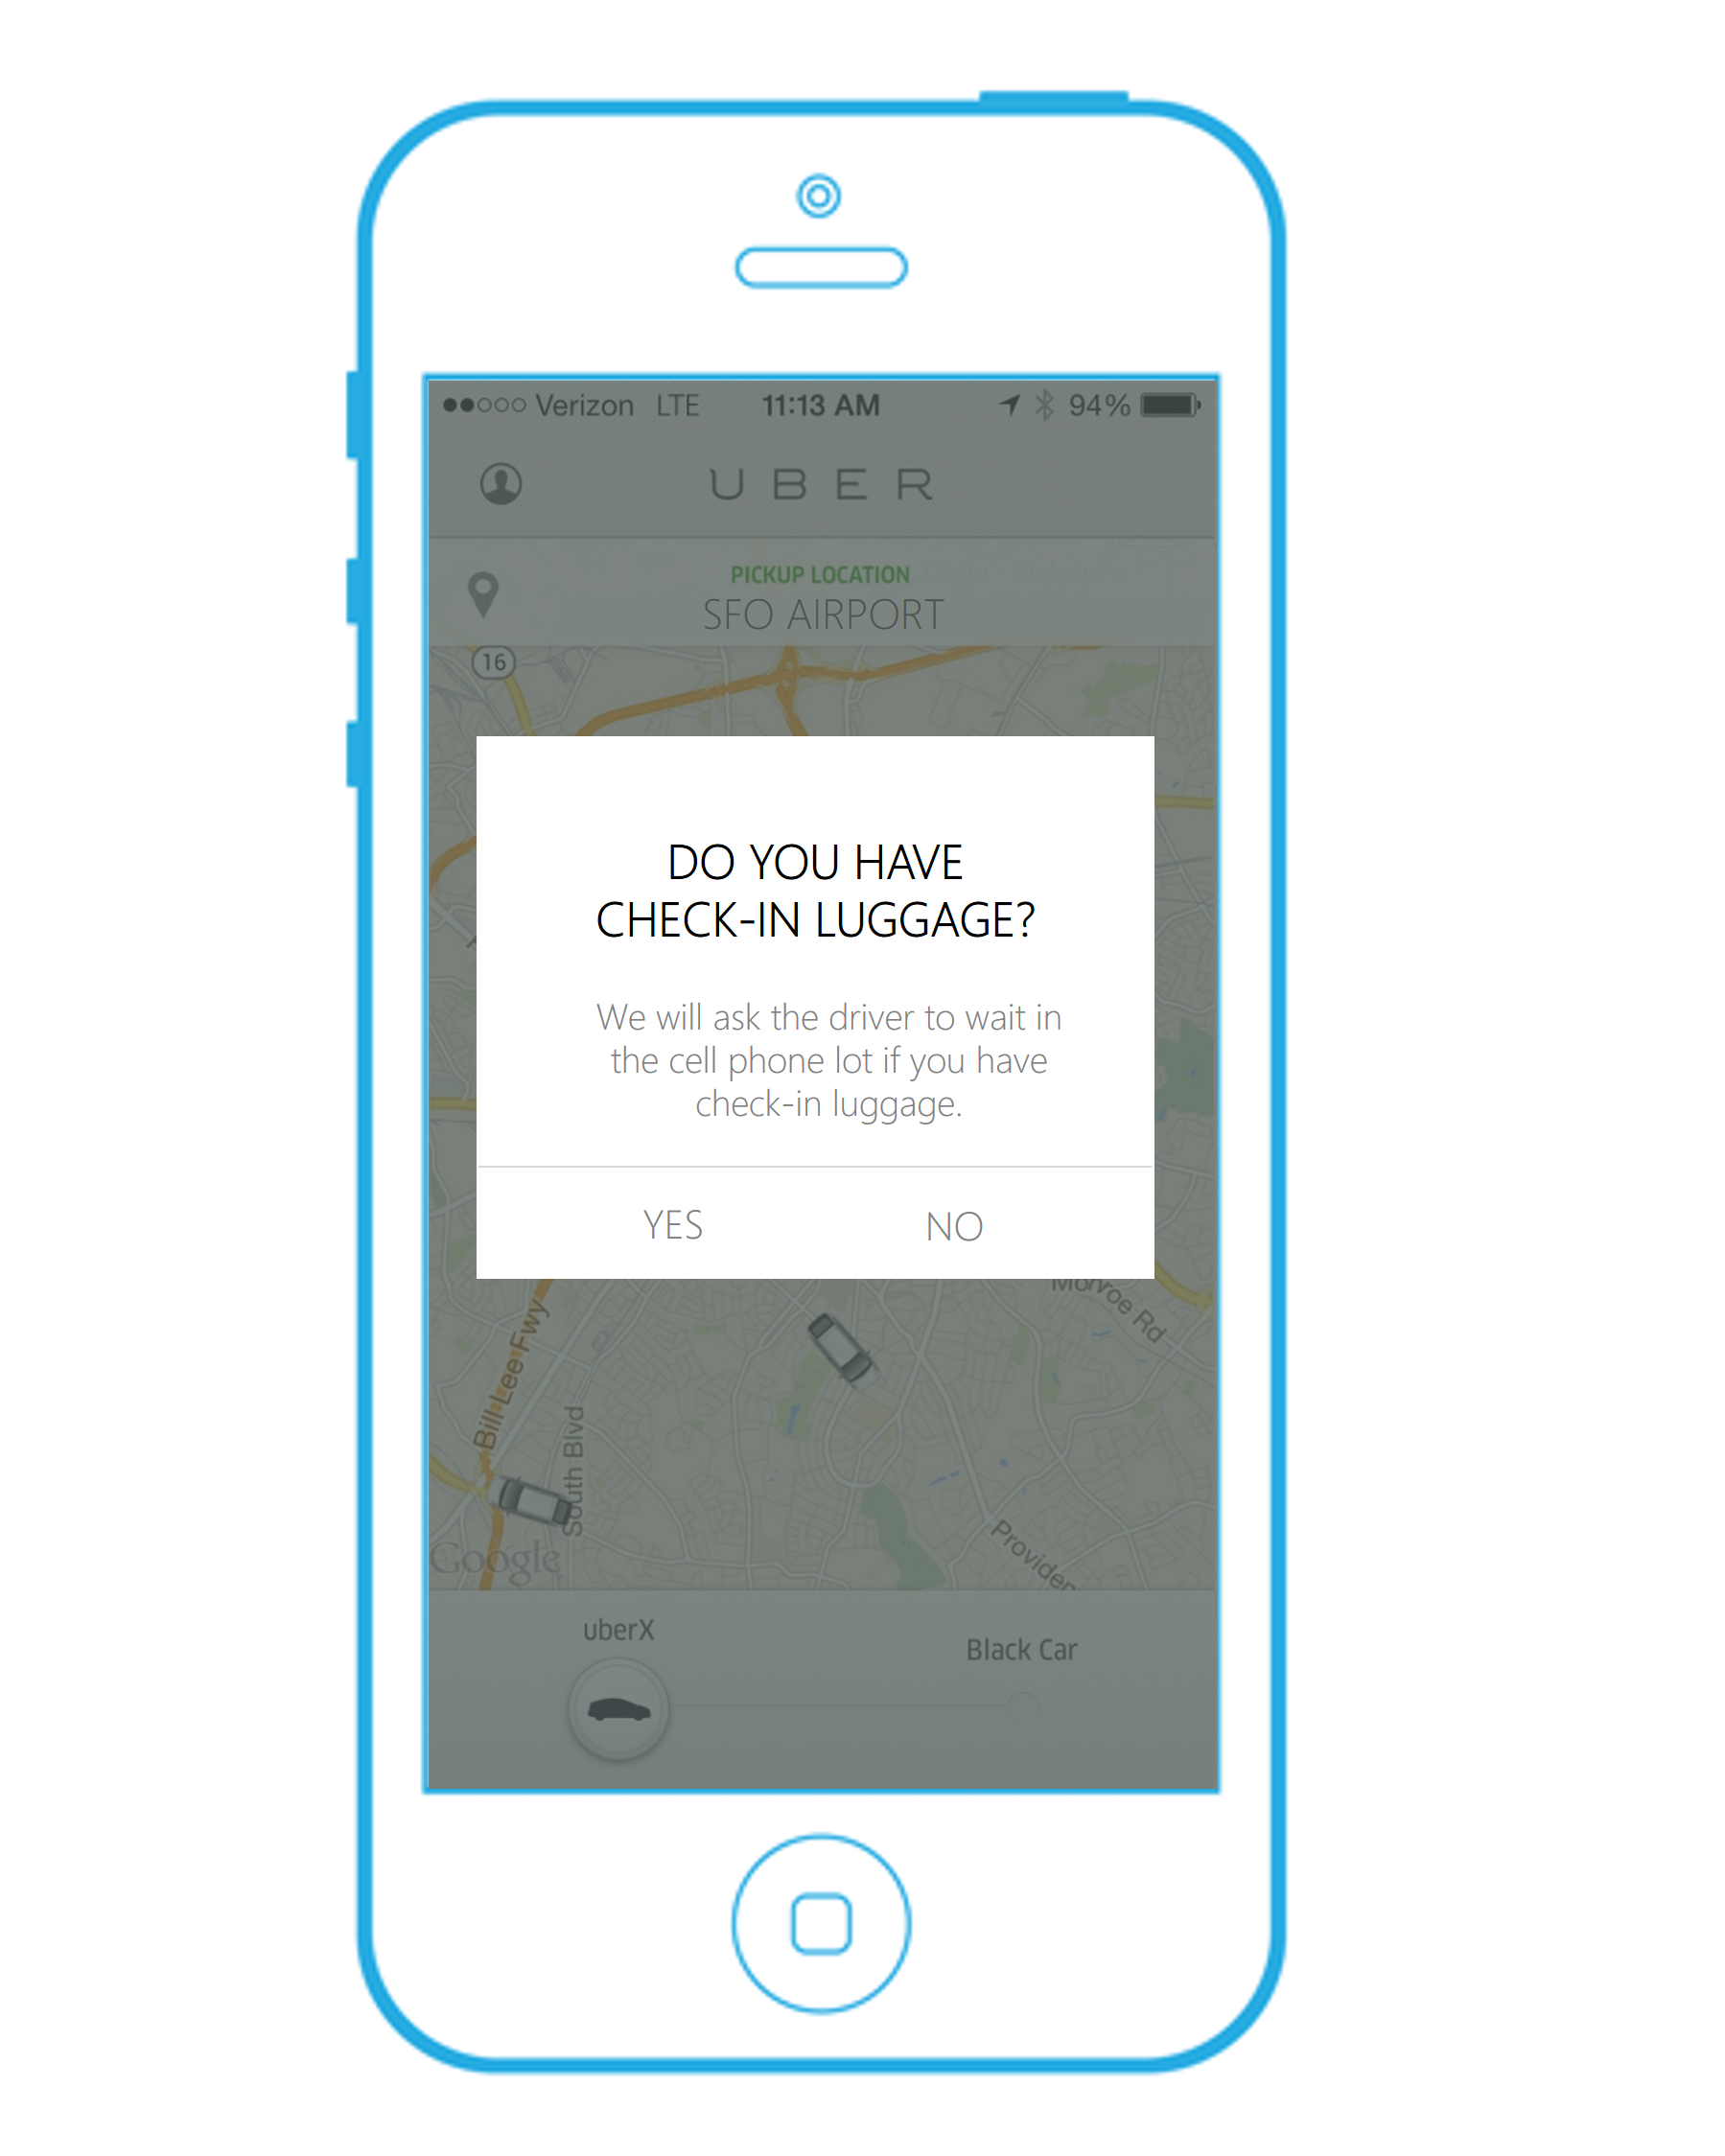 Verizon LTE 11:13 AM 94%
UBER
PICKUP LOCATION
SFO AIRPORT
16
DO YOU HAVE
CHECK-IN LUGGAGE?
We will ask the driver to wait in
the cell phone lot if you have
check-in luggage.
YES NO
Monroe Rd
Bill Lee Fwy
South Blvd
Providen
Google
uberX
Black Car